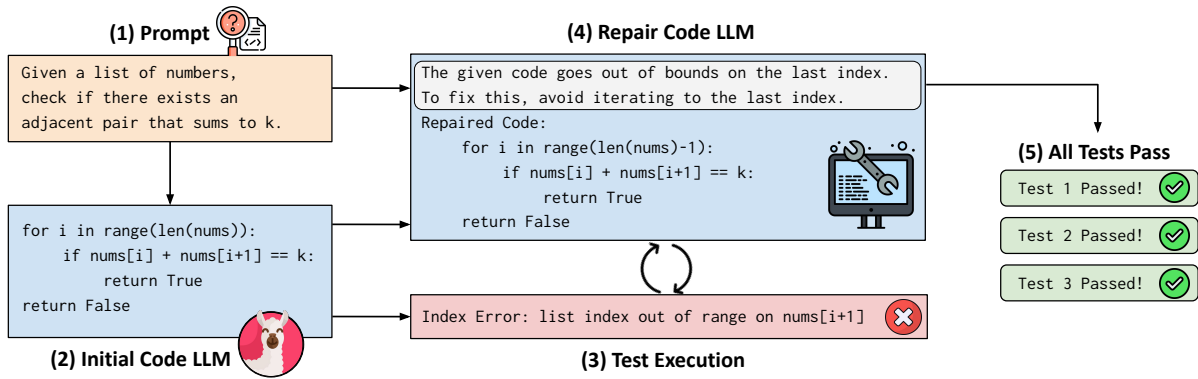 (1) Prompt
Given a list of numbers,
check if there exists an
adjacent pair that sums to k.
for i in range(len(nums)):
if nums[i] + nums[i+1] == k:
return True
return False
(2) Initial Code LLM
(4) Repair Code LLM
The given code goes out of bounds on the last index.
To fix this, avoid iterating to the last index.
Repaired Code:
for i in range(len(nums)-1):
if nums[i] + nums[i+1] == k:
return True
return False
Index Error: list index out of range on nums[i+1]
(3) Test Execution
(5) All Tests Pass
Test 1 Passed!
Test 2 Passed!
Test 3 Passed!